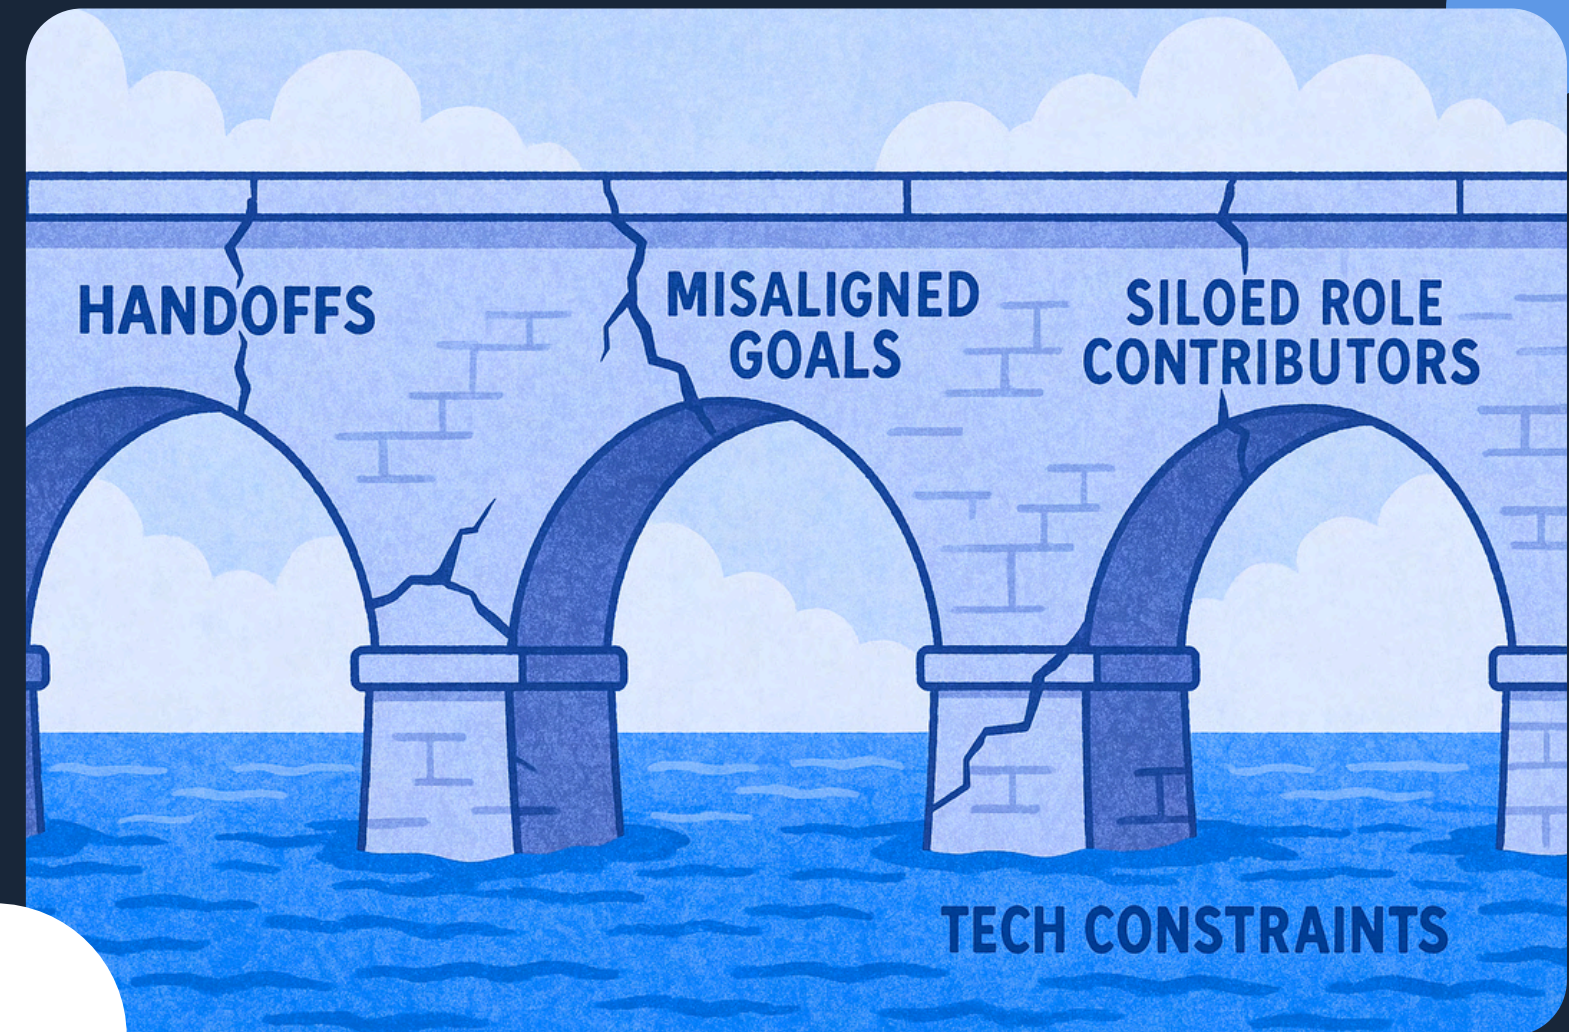 HANDOFFS
MISALIGNED
GOALS
SILOED ROLE
CONTRIBUTORS
TECH CONSTRAINTS